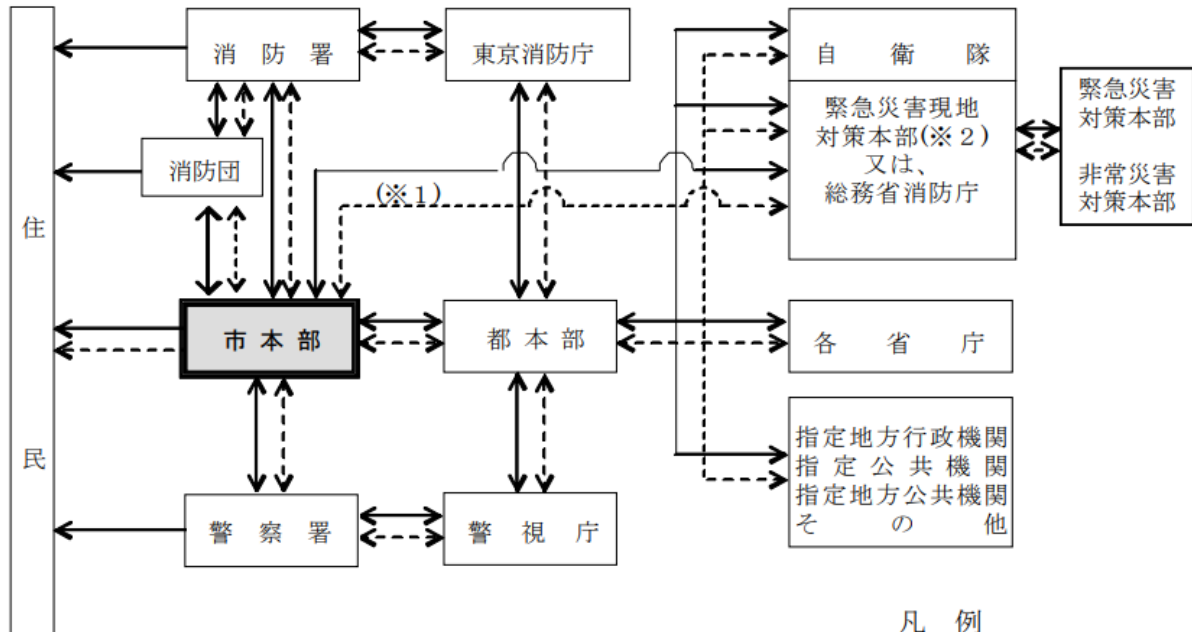 住民
消防署
東京消防庁
自衛隊
緊急災害現地
対策本部(※2)
又は、
総務省消防庁
緊急災害
対策本部
非常災害
対策本部
消防団
(※1)
市本部
都本部
各省庁
指定地方行政機関
指定公共機関
指定地方公共機関
その他
警察署
警視庁
凡例